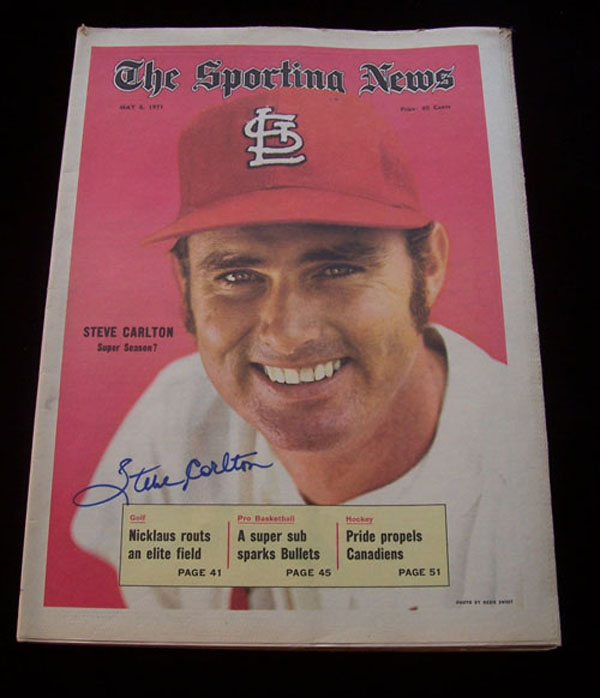 The Sporting News
MAY 8, 1971
Price: 40 Cents
StL
STEVE CARLTON
Super Season?
Steve Carlton
Golf
Nicklaus routs
an elite field
PAGE 41
Pro Basketball
A super sub
sparks Bullets
PAGE 45
Hockey
Pride propels
Canadiens
PAGE 51
PHOTO BY